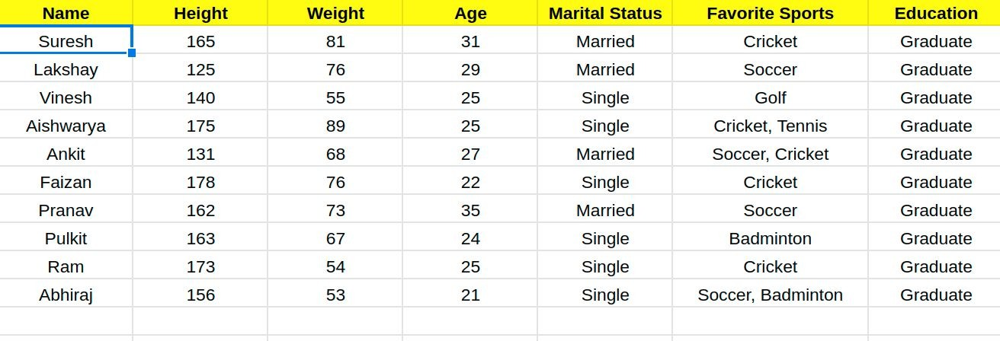 Name Height Weight Age Marital Status Favorite Sports Education
Suresh 165 81 31 Married Cricket Graduate
Lakshay 125 76 29 Married Soccer Graduate
Vinesh 140 55 25 Single Golf Graduate
Aishwarya 175 89 25 Single Cricket, Tennis Graduate
Ankit 131 68 27 Married Soccer, Cricket Graduate
Faizan 178 76 22 Single Cricket Graduate
Pranav 162 73 35 Married Soccer Graduate
Pulkit 163 67 24 Single Badminton Graduate
Ram 173 54 25 Single Cricket Graduate
Abhiraj 156 53 21 Single Soccer, Badminton Graduate